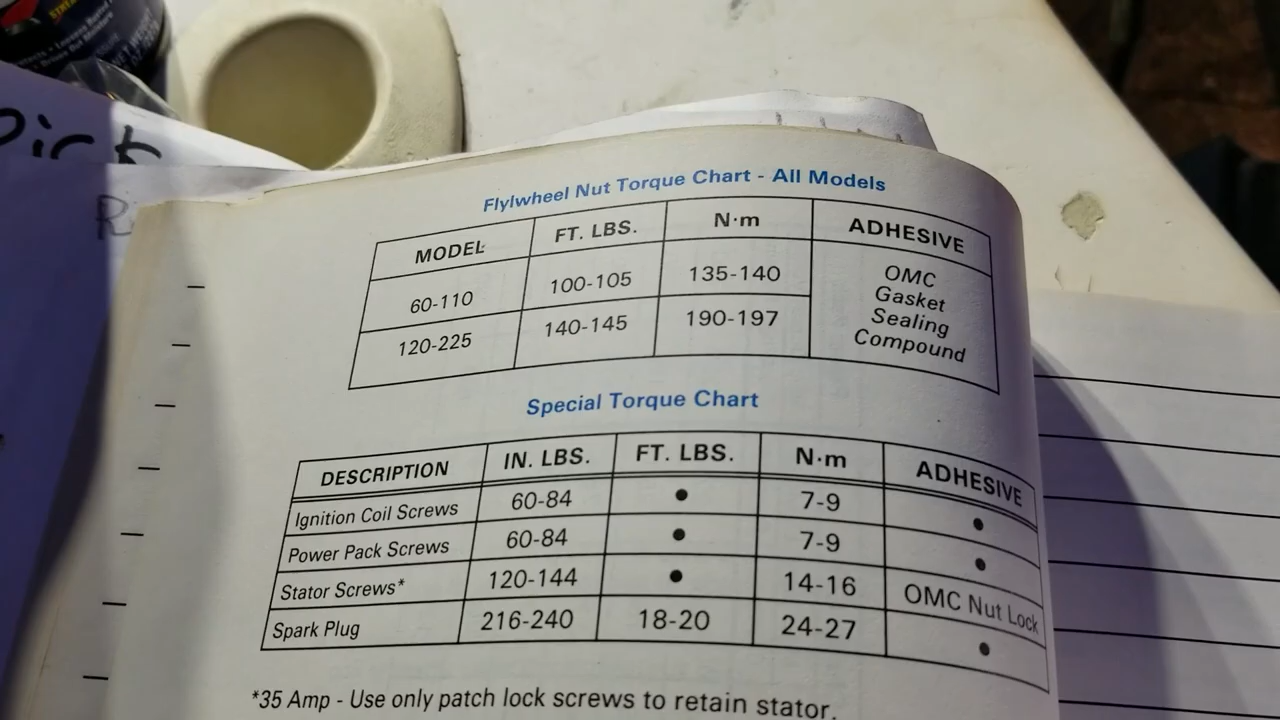 Dick
Flylwheel Nut Torque Chart - All Models
MODEL FT. LBS. N·m ADHESIVE
60-110 100-105 135-140 OMC
Gasket
Sealing
Compound
120-225 140-145 190-197
Special Torque Chart
DESCRIPTION IN. LBS. FT. LBS. N·m ADHESIVE
Ignition Coil Screws 60-84 • 7-9 •
Power Pack Screws 60-84 • 7-9 •
Stator Screws* 120-144 • 14-16 OMC Nut Lock
Spark Plug 216-240 18-20 24-27 •
*35 Amp - Use only patch lock screws to retain stator.